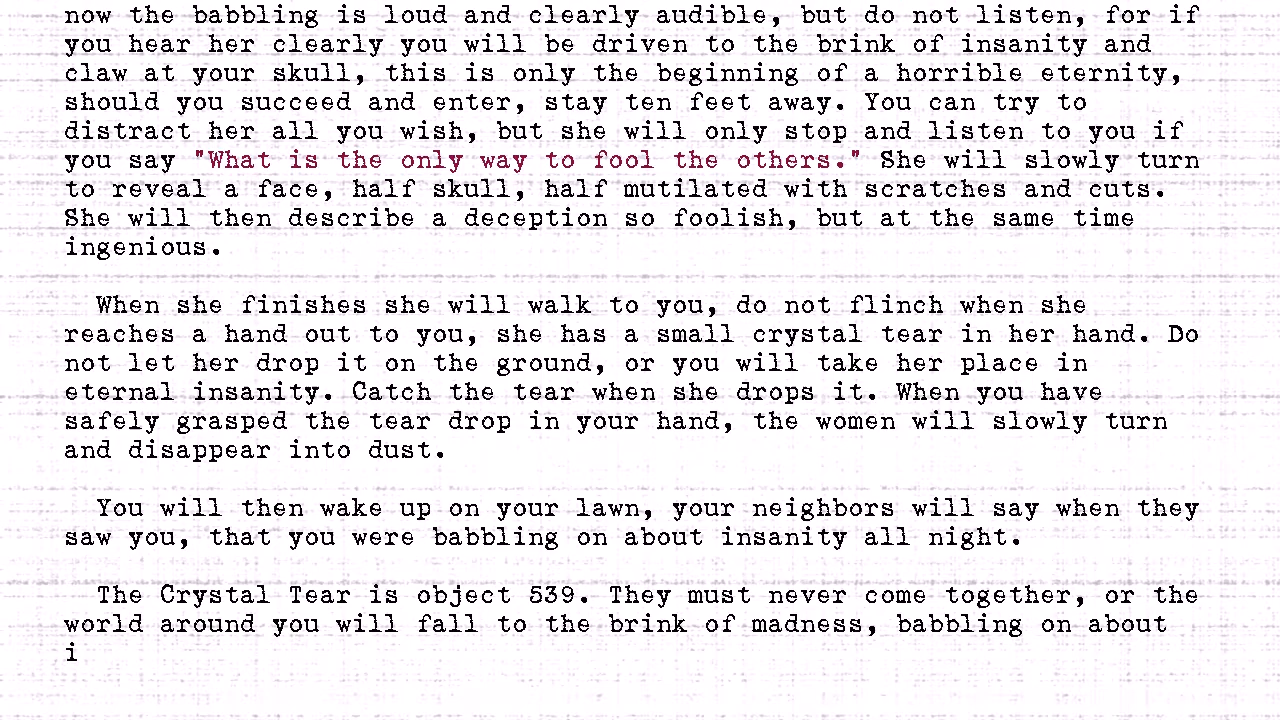 now the babbling is loud and clearly audible, but do not listen, for if
you hear her clearly you will be driven to the brink of insanity and
claw at your skull, this is only the beginning of a horrible eternity,
should you succeed and enter, stay ten feet away. You can try to
distract her all you wish, but she will only stop and listen to you if
you say "What is the only way to fool the others." She will slowly turn
to reveal a face, half skull, half mutilated with scratches and cuts.
She will then describe a deception so foolish, but at the same time
ingenious.
When she finishes she will walk to you, do not flinch when she
reaches a hand out to you, she has a small crystal tear in her hand. Do
not let her drop it on the ground, or you will take her place in
eternal insanity. Catch the tear when she drops it. When you have
safely grasped the tear drop in your hand, the women will slowly turn
and disappear into dust.
You will then wake up on your lawn, your neighbors will say when they
saw you, that you were babbling on about insanity all night.
The Crystal Tear is object 539. They must never come together, or the
world around you will fall to the brink of madness, babbling on about
i